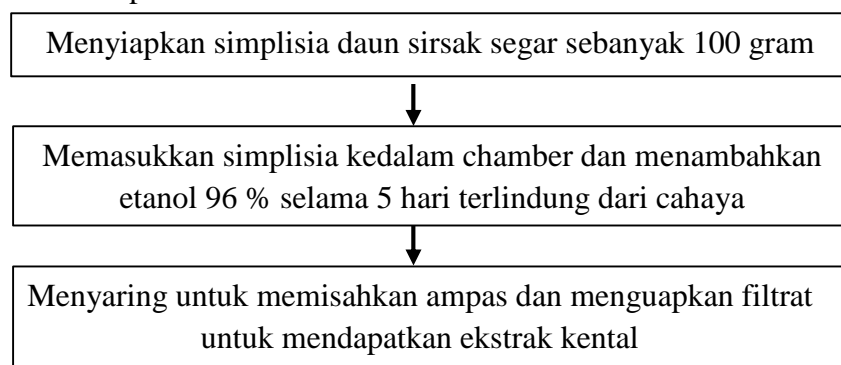 Menyiapkan simplisia daun sirsak segar sebanyak 100 gram
Memasukkan simplisia kedalam chamber dan menambahkan
etanol 96 % selama 5 hari terlindung dari cahaya
Menyaring untuk memisahkan ampas dan menguapkan filtrat
untuk mendapatkan ekstrak kental